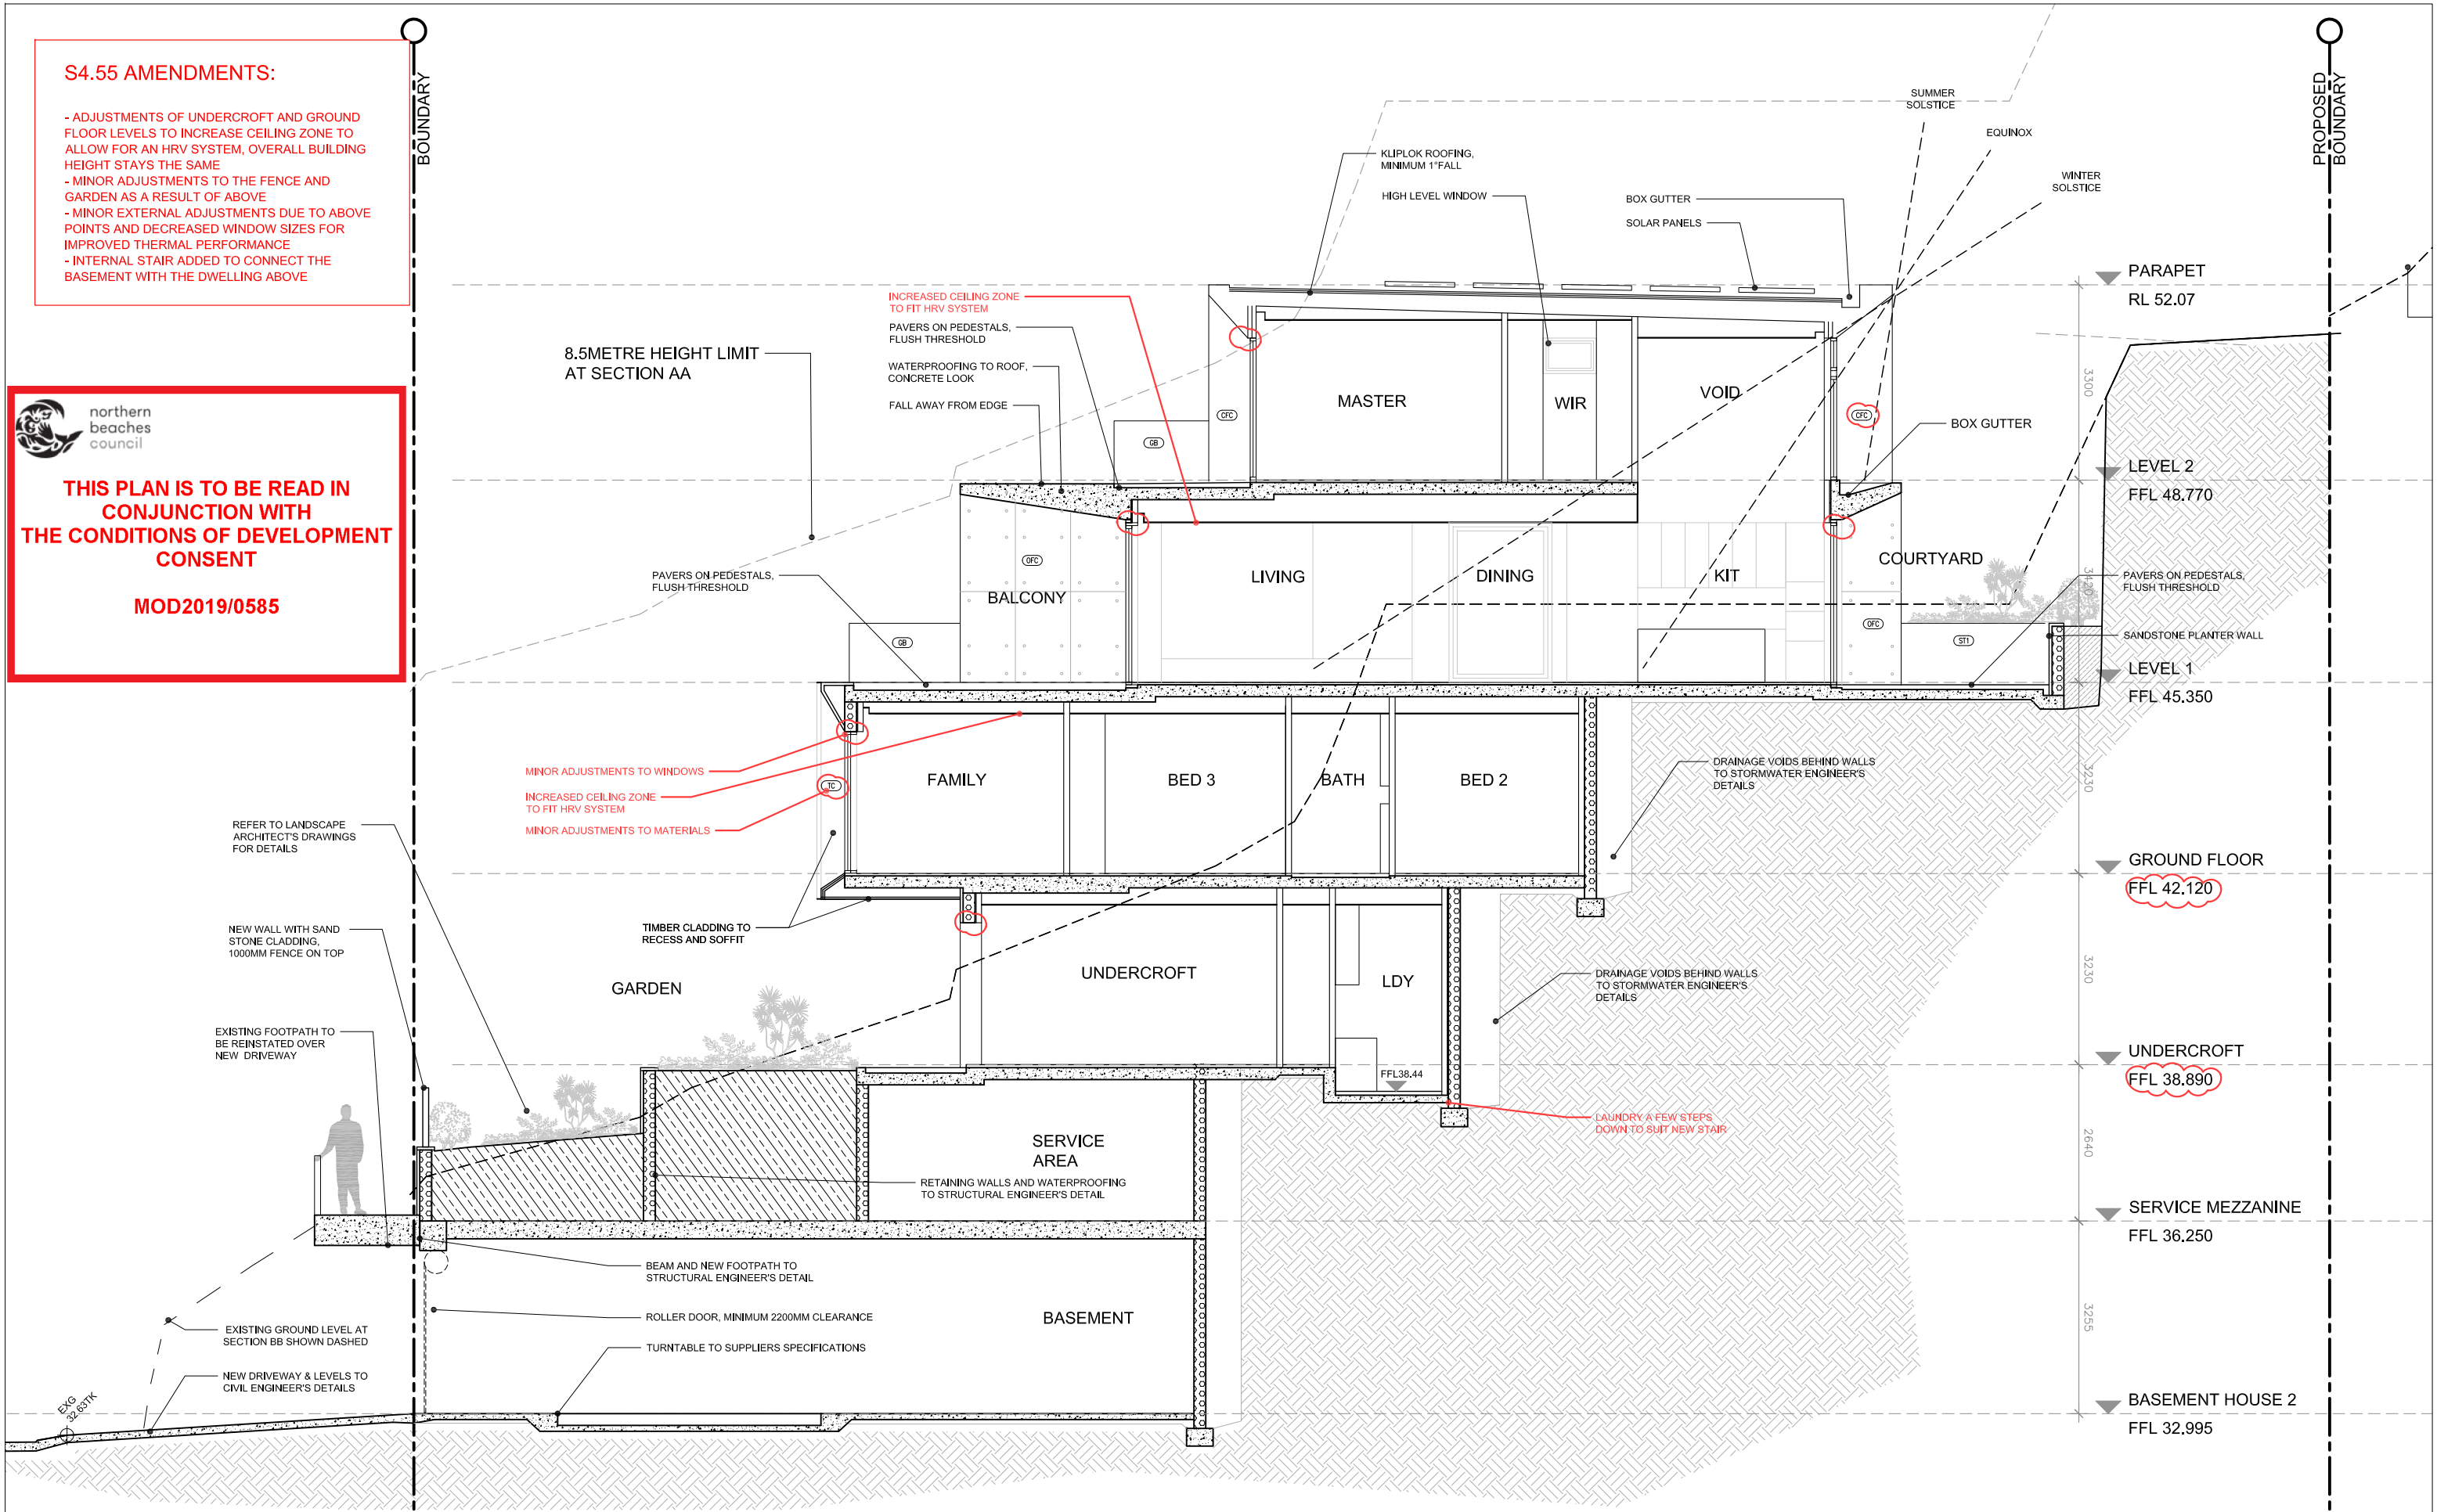 S4.55 AMENDMENTS:
- ADJUSTMENTS OF UNDERCROFT AND GROUND
FLOOR LEVELS TO INCREASE CEILING ZONE TO
ALLOW FOR AN HRV SYSTEM, OVERALL BUILDING
HEIGHT STAYS THE SAME
- MINOR ADJUSTMENTS TO THE FENCE AND
GARDEN AS A RESULT OF ABOVE
- MINOR EXTERNAL ADJUSTMENTS DUE TO ABOVE
POINTS AND DECREASED WINDOW SIZES FOR
IMPROVED THERMAL PERFORMANCE
- INTERNAL STAIR ADDED TO CONNECT THE
BASEMENT WITH THE DWELLING ABOVE
BOUNDARY
northern
beaches
council
THIS PLAN IS TO BE READ IN
CONJUNCTION WITH
THE CONDITIONS OF DEVELOPMENT
CONSENT
MOD2019/0585
8.5METRE HEIGHT LIMIT
AT SECTION AA
INCREASED CEILING ZONE
TO FIT HRV SYSTEM
PAVERS ON PEDESTALS,
FLUSH THRESHOLD
WATERPROOFING TO ROOF,
CONCRETE LOOK
FALL AWAY FROM EDGE
KLIPLOK ROOFING,
MINIMUM 1°FALL
HIGH LEVEL WINDOW
BOX GUTTER
SOLAR PANELS
SUMMER
SOLSTICE
EQUINOX
WINTER
SOLSTICE
PROPOSED
BOUNDARY
PARAPET
RL 52.07
3300
MASTER
WIR
VOID
CFC
GB
CFC
BOX GUTTER
LEVEL 2
FFL 48.770
3420
PAVERS ON PEDESTALS,
FLUSH THRESHOLD
OFC
BALCONY
GB
LIVING
DINING
KIT
COURTYARD
OFC
ST1
PAVERS ON PEDESTALS,
FLUSH THRESHOLD
SANDSTONE PLANTER WALL
LEVEL 1
FFL 45.350
3230
MINOR ADJUSTMENTS TO WINDOWS
INCREASED CEILING ZONE
TO FIT HRV SYSTEM
MINOR ADJUSTMENTS TO MATERIALS
TC
FAMILY
BED 3
BATH
BED 2
DRAINAGE VOIDS BEHIND WALLS
TO STORMWATER ENGINEER'S
DETAILS
GROUND FLOOR
FFL 42.120
3230
REFER TO LANDSCAPE
ARCHITECT'S DRAWINGS
FOR DETAILS
NEW WALL WITH SAND
STONE CLADDING,
1000MM FENCE ON TOP
EXISTING FOOTPATH TO
BE REINSTATED OVER
NEW DRIVEWAY
TIMBER CLADDING TO
RECESS AND SOFFIT
GARDEN
UNDERCROFT
LDY
FFL38.44
DRAINAGE VOIDS BEHIND WALLS
TO STORMWATER ENGINEER'S
DETAILS
UNDERCROFT
FFL 38.890
2640
LAUNDRY A FEW STEPS
DOWN TO SUIT NEW STAIR
SERVICE
AREA
RETAINING WALLS AND WATERPROOFING
TO STRUCTURAL ENGINEER'S DETAIL
SERVICE MEZZANINE
FFL 36.250
3255
BEAM AND NEW FOOTPATH TO
STRUCTURAL ENGINEER'S DETAIL
ROLLER DOOR, MINIMUM 2200MM CLEARANCE
TURNTABLE TO SUPPLIERS SPECIFICATIONS
BASEMENT
EXISTING GROUND LEVEL AT
SECTION BB SHOWN DASHED
NEW DRIVEWAY & LEVELS TO
CIVIL ENGINEER'S DETAILS
EXG
32.63TK
BASEMENT HOUSE 2
FFL 32.995